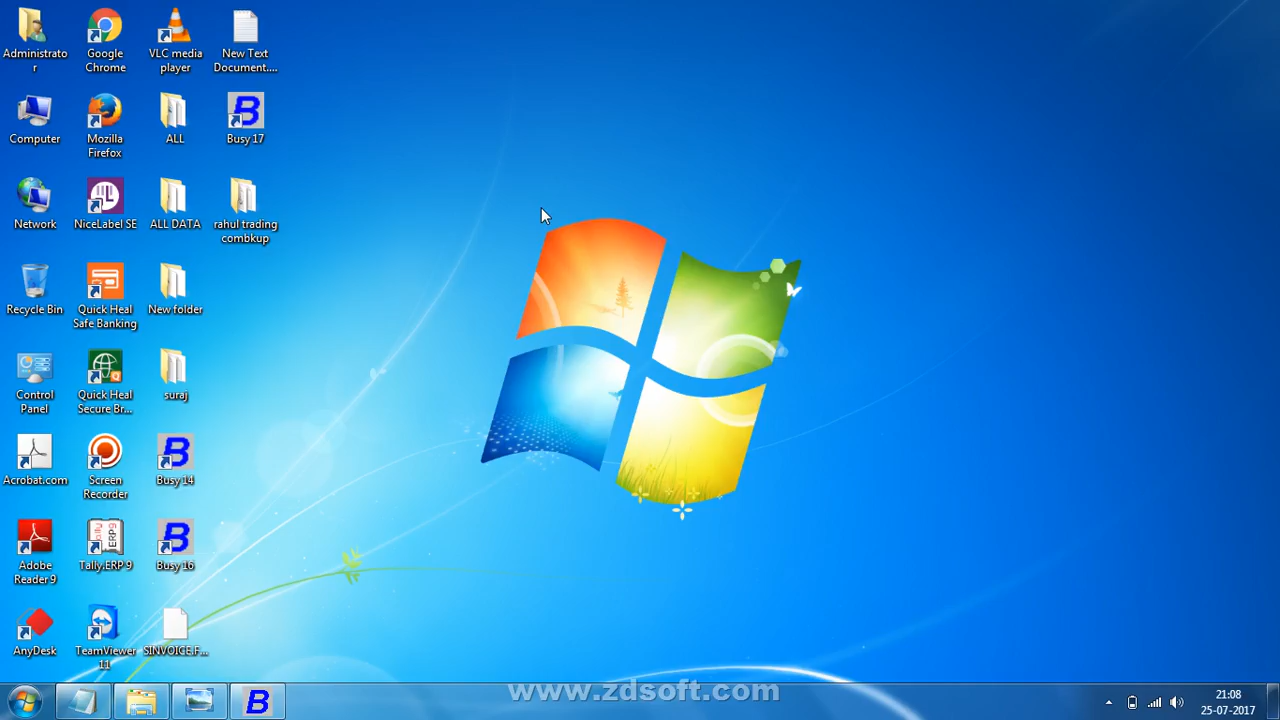 Administrato
r
Google
Chrome
VLC media
player
New Text
Document....
Computer
Mozilla
Firefox
ALL
Busy 17
Network
NiceLabel SE
ALL DATA
rahul trading
combkup
Recycle Bin
Quick Heal
Safe Banking
New folder
Control
Panel
Quick Heal
Secure Br...
suraj
Acrobat.com
Screen
Recorder
Busy 14
Adobe
Reader 9
Tally.ERP 9
Busy 16
AnyDesk
TeamViewer
11
SINVOICE.F...
www.zdsoft.com
21:08
25-07-2017